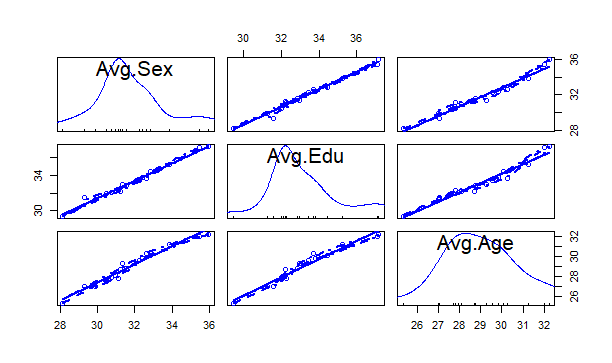 30 32 34 36
Avg.Sex
28 32 36
30 34
Avg.Edu
Avg.Age
26 28 30 32
28 30 32 34 36
26 27 28 29 30 31 32